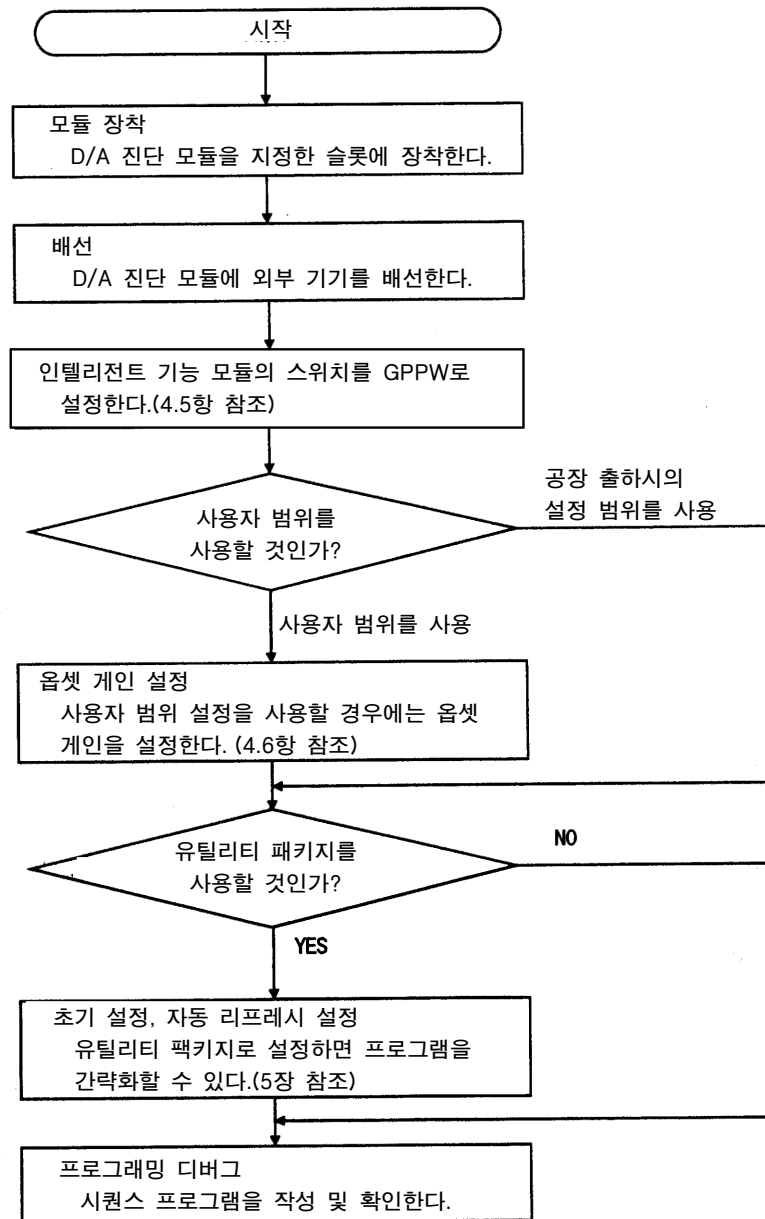 시작
모듈 장착
D/A 진단 모듈을 지정한 슬롯에 장착한다.
배선
D/A 진단 모듈에 외부 기기를 배선한다.
인텔리전트 기능 모듈의 스위치를 GPPW로
설정한다.(4.5항 참조)
공장 출하시의
설정 범위를 사용
사용자 범위를
사용할 것인가?
사용자 범위를 사용
옵셋 게인 설정
사용자 범위 설정을 사용할 경우에는 옵셋
게인을 설정한다. (4.6항 참조)
유틸리티 패키지를
사용할 것인가?
NO
YES
초기 설정, 자동 리프레시 설정
유틸리티 팩키지로 설정하면 프로그램을
간략화할 수 있다.(5장 참조)
프로그래밍 디버그
시퀀스 프로그램을 작성 및 확인한다.